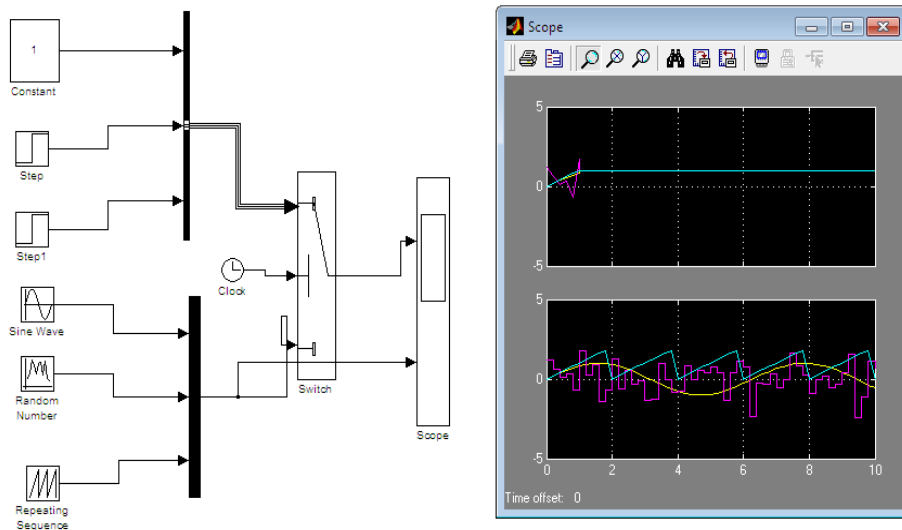 1
Constant
Step
Step1
Sine Wave
Random
Number
Repeating
Sequence
Clock
Switch
Scope
Scope
5
0
-5
5
0
-5
0
2
4
6
8
10
Time offset: 0